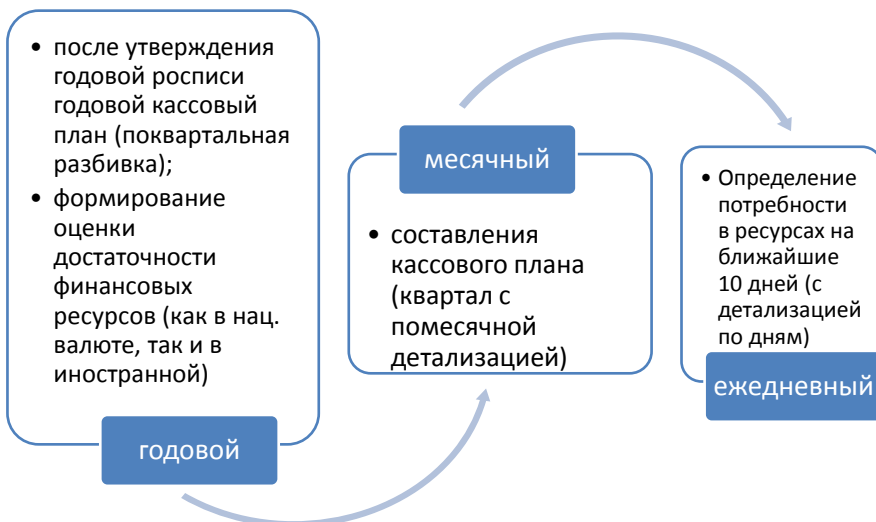 • после утверждения
годовой росписи
годовой кассовый
план (поквартальная
разбивка);
• формирование
оценки
достаточности
финансовых
ресурсов (как в нац.
валюте, так и в
иностранной)
годовой
месячный
• составления
кассового плана
(квартал с
помесячной
детализацией)
• Определение
потребности
в ресурсах на
ближайшие
10 дней (с
детализацией
по дням)
ежедневный